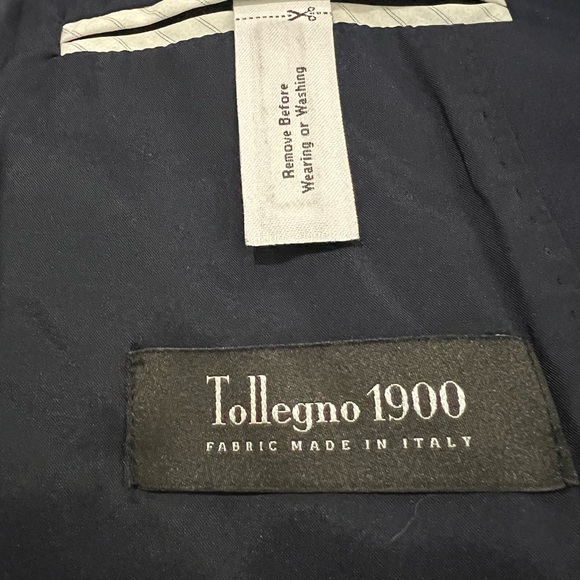 Remove Before
Wearing or Washing
Tollegno 1900
FABRIC MADE IN ITALY